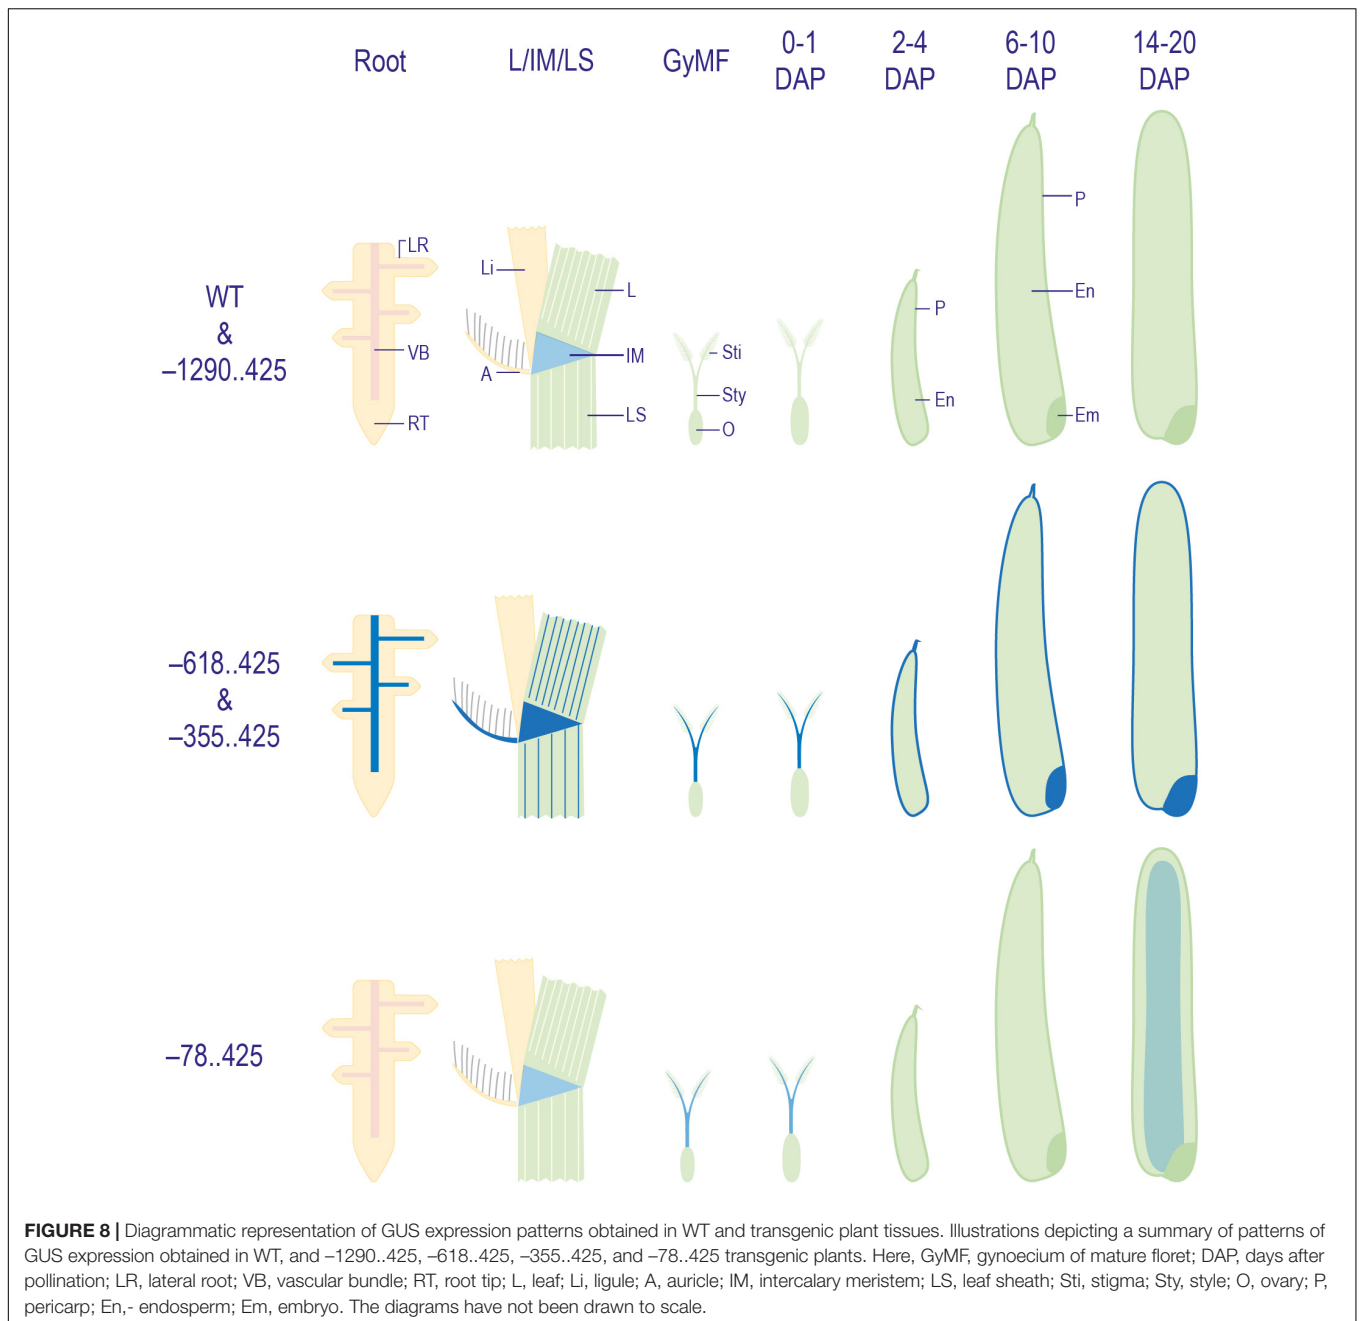 Root L/IM/LS GyMF 0-1 DAP 2-4 DAP 6-10 DAP 14-20 DAP
WT
&
–1290..425
LR
VB
RT
Li
A
L
IM
LS
Sti
Sty
O
P
En
P
En
Em
–618..425
&
–355..425
–78..425
FIGURE 8 | Diagrammatic representation of GUS expression patterns obtained in WT and transgenic plant tissues. Illustrations depicting a summary of patterns of
GUS expression obtained in WT, and –1290..425, –618..425, –355..425, and –78..425 transgenic plants. Here, GyMF, gynoecium of mature floret; DAP, days after
pollination; LR, lateral root; VB, vascular bundle; RT, root tip; L, leaf; Li, ligule; A, auricle; IM, intercalary meristem; LS, leaf sheath; Sti, stigma; Sty, style; O, ovary; P,
pericarp; En,- endosperm; Em, embryo. The diagrams have not been drawn to scale.